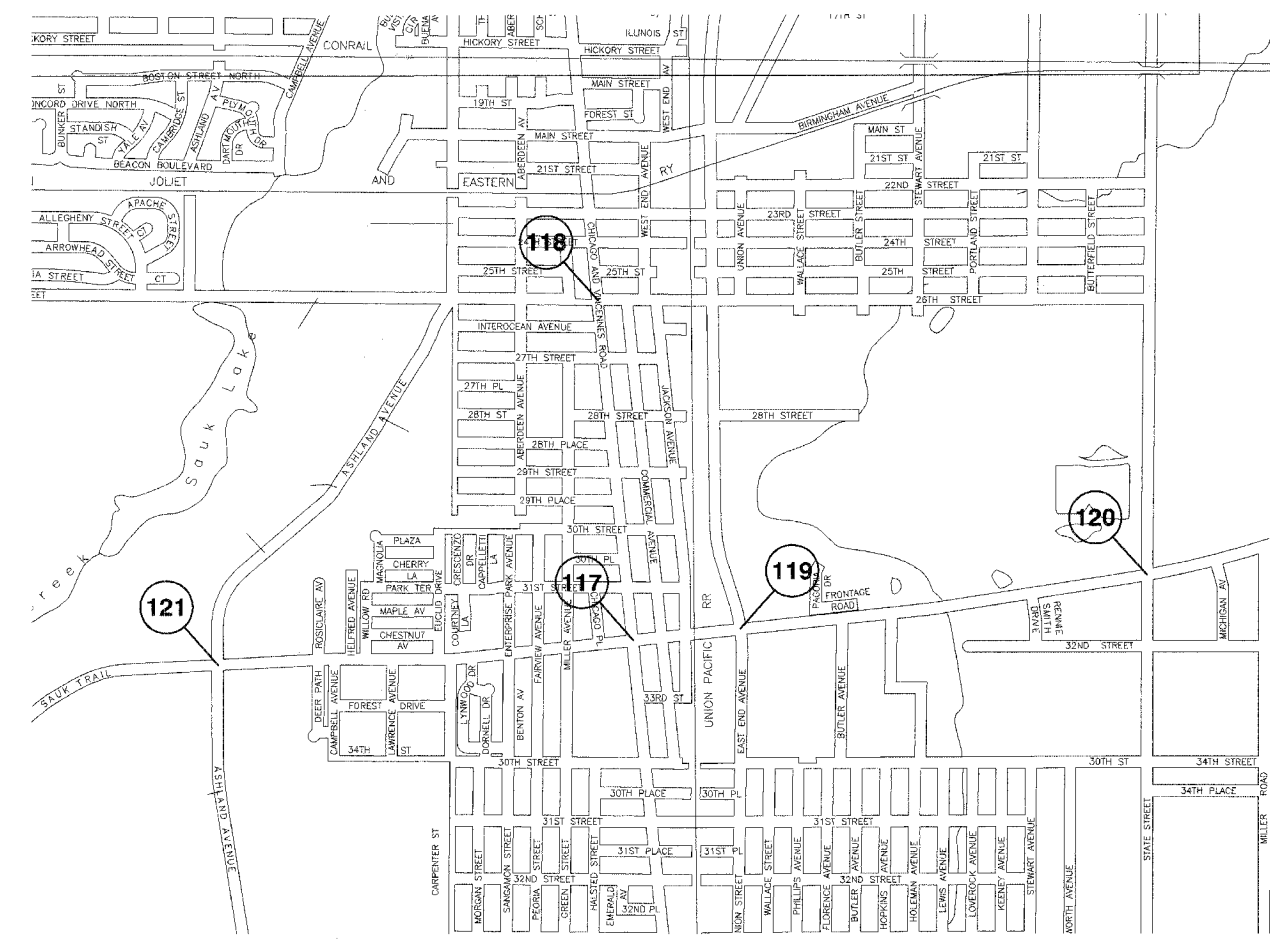 17TH ST
ILLINOIS ST
KORY STREET
CONRAIL
CAMPBELL AVENUE
HICKORY STREET
HICKORY STREET
BOSTON STREET NORTH
MAIN STREET
WEST END AV
ONCORD DRIVE NORTH
19TH ST
FOREST ST
BIRMINGHAM AVENUE
BUNKER
ST
STANDISH
ST
YALE AV
CAMBRIDGE ST
ASHLAND
AV
PLYMOUTH DR
DARTMOUTH
DR
MAIN STREET
MAIN ST
BEACON BOULEVARD
ABERDEEN AV
21ST STREET
21ST ST
21ST ST
JOLIET
AND
EASTERN
RY
22ND STREET
STEWART AVENUE
ALLEGHENY STREET
APACHE
STREET
CT
WEST END AVENUE
23RD STREET
ARROWHEAD STREET
118
CHICAGO AND VINCENNES ROAD
UNION AVENUE
WALLACE STREET
BUTLER STREET
24TH STREET
PORTLAND STREET
BUTTERFIELD STREET
GA STREET
CT
25TH STREET
25TH ST
25TH STREET
EET
26TH STREET
INTEROCEAN AVENUE
27TH STREET
27TH PL
28TH ST
ABERDEEN AVENUE
28TH STREET
JACKSON AVENUE
28TH STREET
Sauk Lake
ASHLAND AVENUE
28TH PLACE
29TH STREET
29TH PLACE
COMMERCIAL AVENUE
120
30TH STREET
30TH PL
Creek
MAGNOLIA
PLAZA
CHERRY
LA
PARK TER
MAPLE AV
CHESTNUT
AV
CRESCENZO
DR
CAPPELLETTI
LA
31ST STREET
117
119
PAGORIA
DR
FRONTAGE
ROAD
121
ROSICLAIRE AV
HELFRED AVENUE
WILLOW RD
EUCLID DRIVE
COURTNEY
LA
ENTERPRISE PARK AVENUE
FAIRVIEW AVENUE
MILLER AVENUE
CHICAGO PL
RR
UNION PACIFIC
RENNIE
SMITH
DRIVE
MICHIGAN AV
32ND STREET
SAUK TRAIL
DEER PATH
CAMPBELL AVENUE
FOREST DRIVE
LAWRENCE AVENUE
34TH ST
LYNWOOD DR
DORNELL DR
BENTON AV
33RD ST
EAST END AVENUE
BUTLER AVENUE
ASHLAND AVENUE
30TH STREET
30TH ST
34TH STREET
30TH PLACE
30TH PL
34TH PLACE
MILLER ROAD
31ST STREET
31ST STREET
31ST PLACE
31ST PL
CARPENTER ST
MORGAN STREET
SANGAMON STREET
PEORIA STREET
GREEN STREET
HALSTED STREET
EMERALD
AV
32ND STREET
32ND STREET
32ND PL
NION STREET
WALLACE STREET
PHILLIPS AVENUE
FLORENCE AVENUE
BUTLER AVENUE
HOPKINS AVENUE
HOLEMAN AVENUE
LEWIS AVENUE
LOVEROCK AVENUE
KEENEY AVENUE
STEWART AVENUE
WORTH AVENUE
STATE STREET